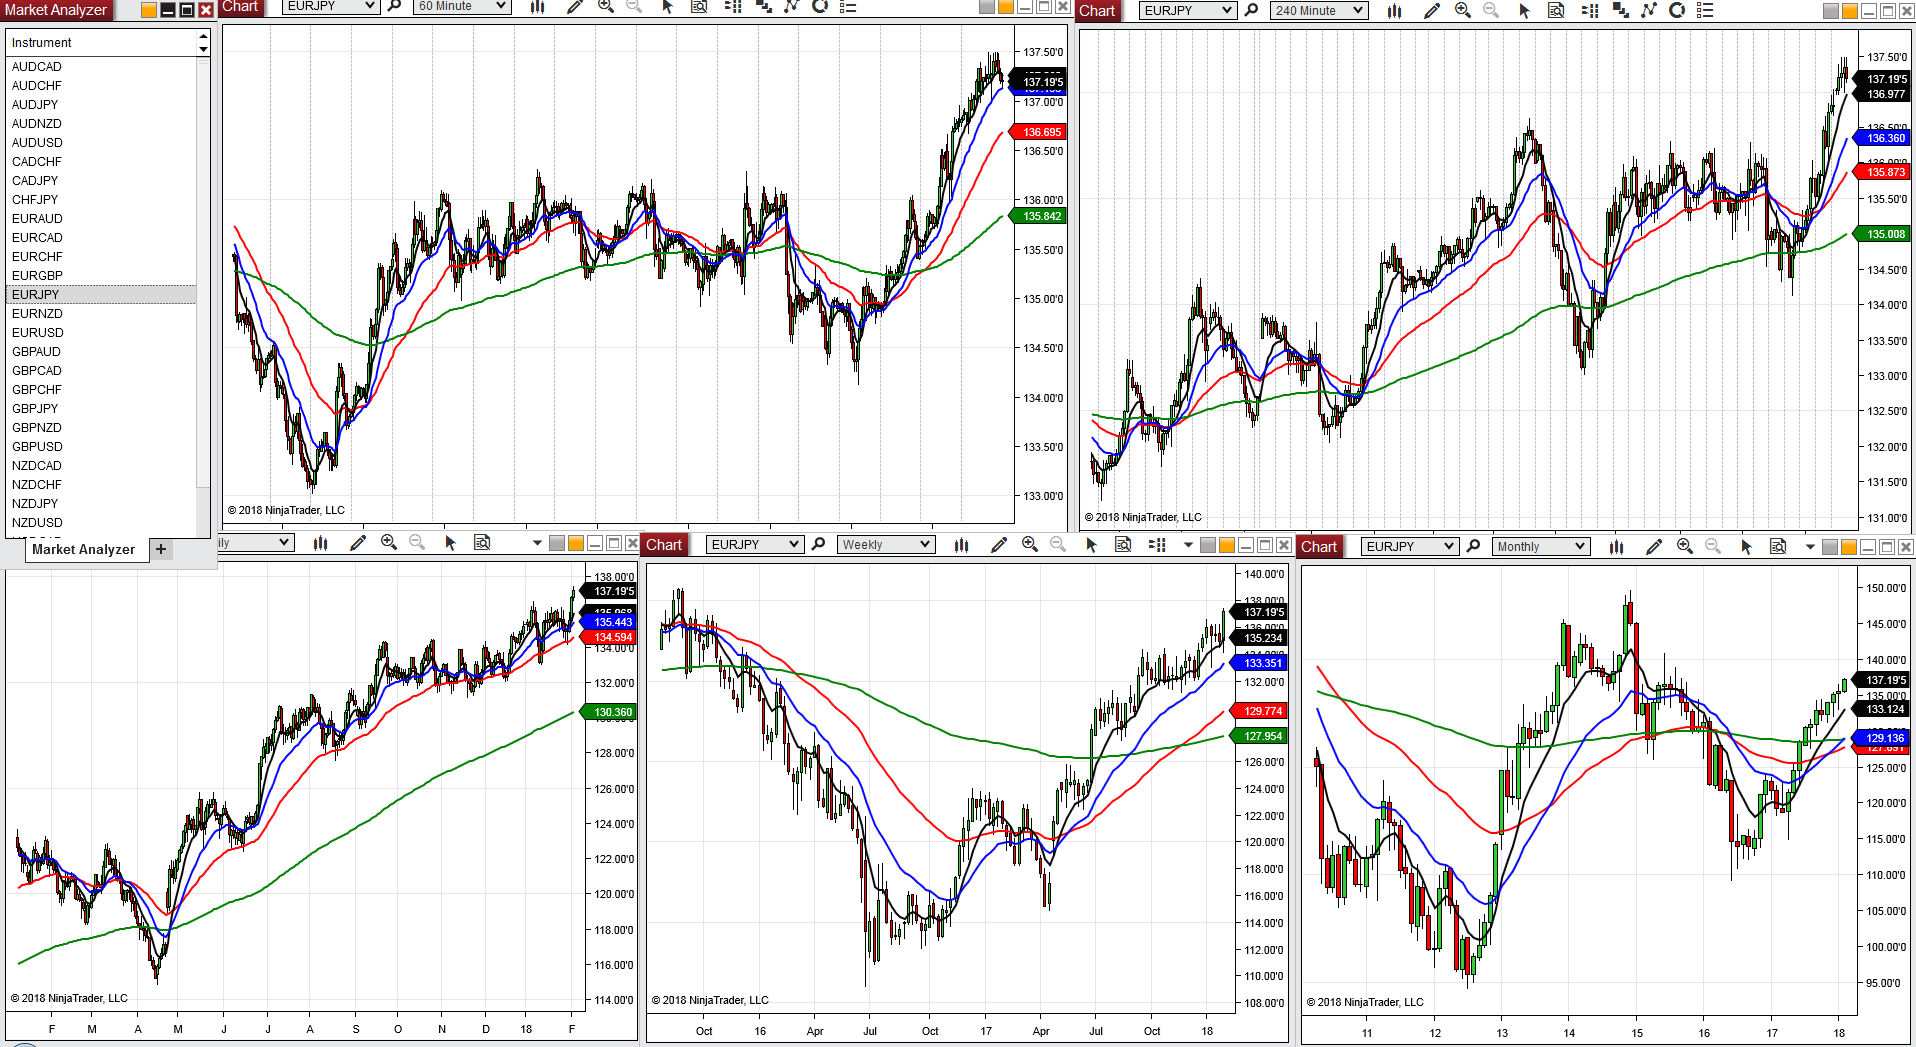 Market Analyzer
Instrument
AUDCAD
AUDCHF
AUDJPY
AUDNZD
AUDUSD
CADCHF
CADJPY
CHFJPY
EURAUD
EURCAD
EURCHF
EURGBP
EURJPY
EURNZD
EURUSD
GBPAUD
GBPCAD
GBPCHF
GBPJPY
GBPNZD
GBPUSD
NZDCAD
NZDCHF
NZDJPY
NZDUSD
Market Analyzer +
Chart EURJPY 60 Minute
137.50'0
137.19'5
137.00'0
136.695
136.50'0
136.00'0
135.842
135.50'0
135.00'0
134.50'0
134.00'0
133.50'0
133.00'0
© 2018 NinjaTrader, LLC
Chart EURJPY 240 Minute
137.50'0
137.19'5
136.977
136.360
135.873
135.50'0
135.008
134.50'0
134.00'0
133.50'0
133.00'0
132.50'0
132.00'0
131.50'0
131.00'0
© 2018 NinjaTrader, LLC
ily
138.00'0
137.19'5
135.443
134.594
134.00'0
132.00'0
130.360
128.00'0
126.00'0
124.00'0
122.00'0
120.00'0
118.00'0
116.00'0
114.00'0
© 2018 NinjaTrader, LLC
F M A M J J A S O N D 18 F
Chart EURJPY Weekly
140.00'0
138.00'0
137.19'5
136.00'0
135.234
133.351
132.00'0
129.774
127.954
126.00'0
124.00'0
122.00'0
120.00'0
118.00'0
116.00'0
114.00'0
112.00'0
110.00'0
108.00'0
© 2018 NinjaTrader, LLC
Oct 16 Apr Jul Oct 17 Apr Jul Oct 18
Chart EURJPY Monthly
150.00'0
145.00'0
140.00'0
137.19'5
135.00'0
133.124
129.136
125.00'0
120.00'0
115.00'0
110.00'0
105.00'0
100.00'0
95.00'0
© 2018 NinjaTrader, LLC
11 12 13 14 15 16 17 18